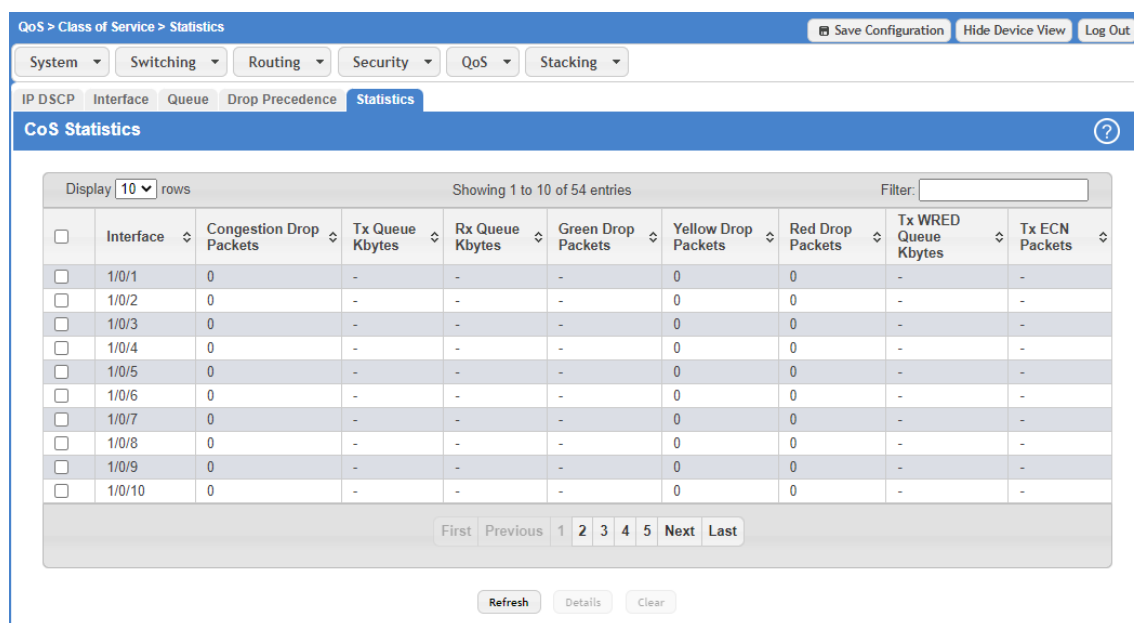 QoS > Class of Service > Statistics
Save Configuration Hide Device View Log Out
System Switching Routing Security QoS Stacking
IP DSCP Interface Queue Drop Precedence Statistics
CoS Statistics ?
Display 10 rows Showing 1 to 10 of 54 entries Filter:
Interface Congestion Drop Packets Tx Queue Kbytes Rx Queue Kbytes Green Drop Packets Yellow Drop Packets Red Drop Packets Tx WRED Queue Kbytes Tx ECN Packets
1/0/1 0 - - - 0 0 - -
1/0/2 0 - - - 0 0 - -
1/0/3 0 - - - 0 0 - -
1/0/4 0 - - - 0 0 - -
1/0/5 0 - - - 0 0 - -
1/0/6 0 - - - 0 0 - -
1/0/7 0 - - - 0 0 - -
1/0/8 0 - - - 0 0 - -
1/0/9 0 - - - 0 0 - -
1/0/10 0 - - - 0 0 - -
First Previous 1 2 3 4 5 Next Last
Refresh Details Clear